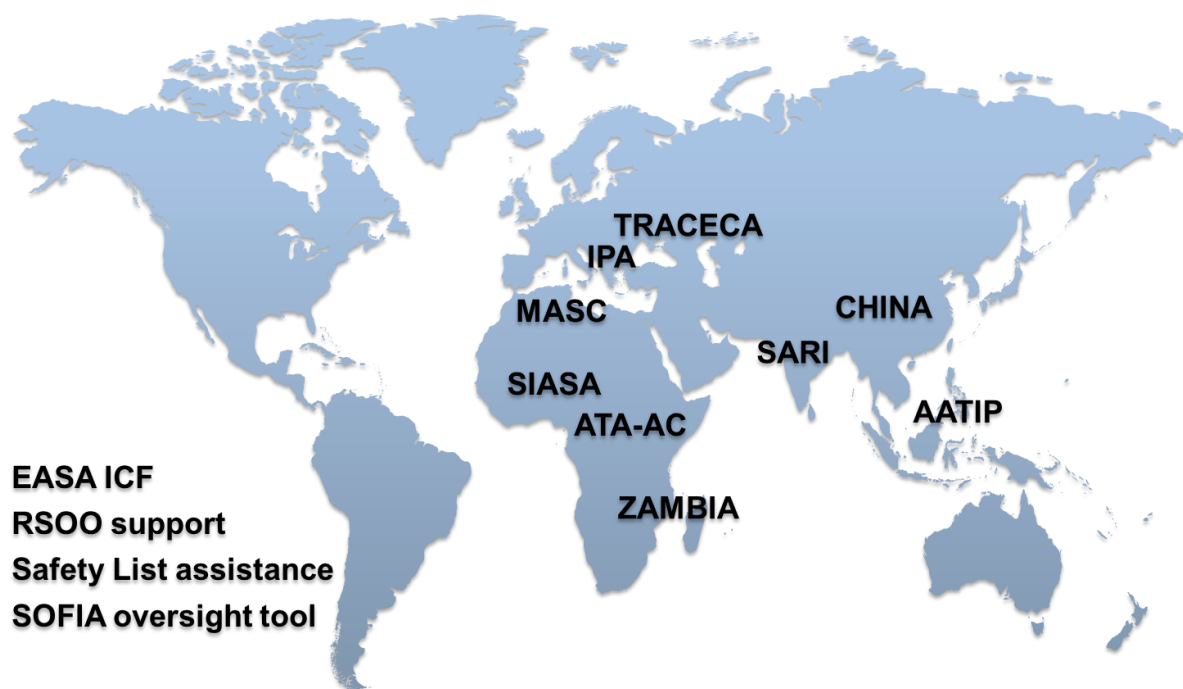 TRACECA
IPA
MASC
CHINA
SARI
SIASA
AATIP
ATA-AC
EASA ICF
ZAMBIA
RSOO support
Safety List assistance
SOFIA oversight tool